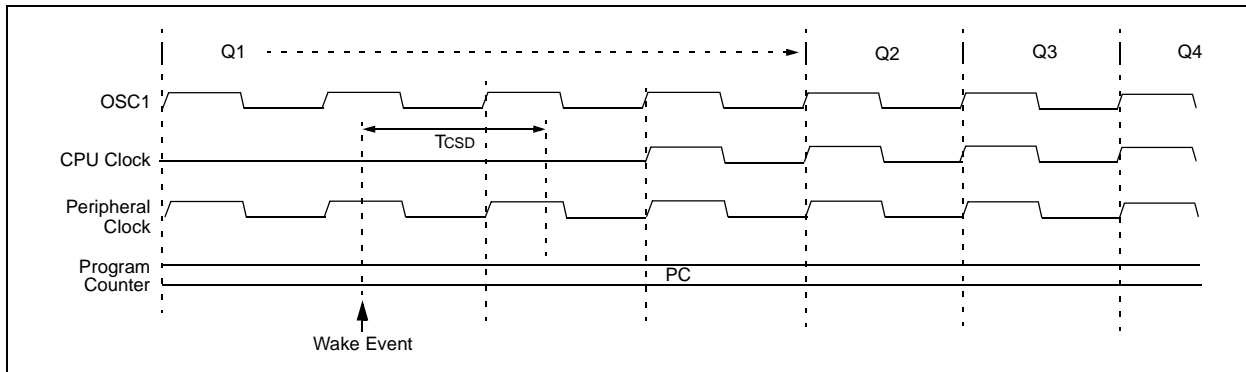 Q1 Q2 Q3 Q4
OSC1
TCSD
CPU Clock
Peripheral
Clock
Program
Counter
PC
Wake Event